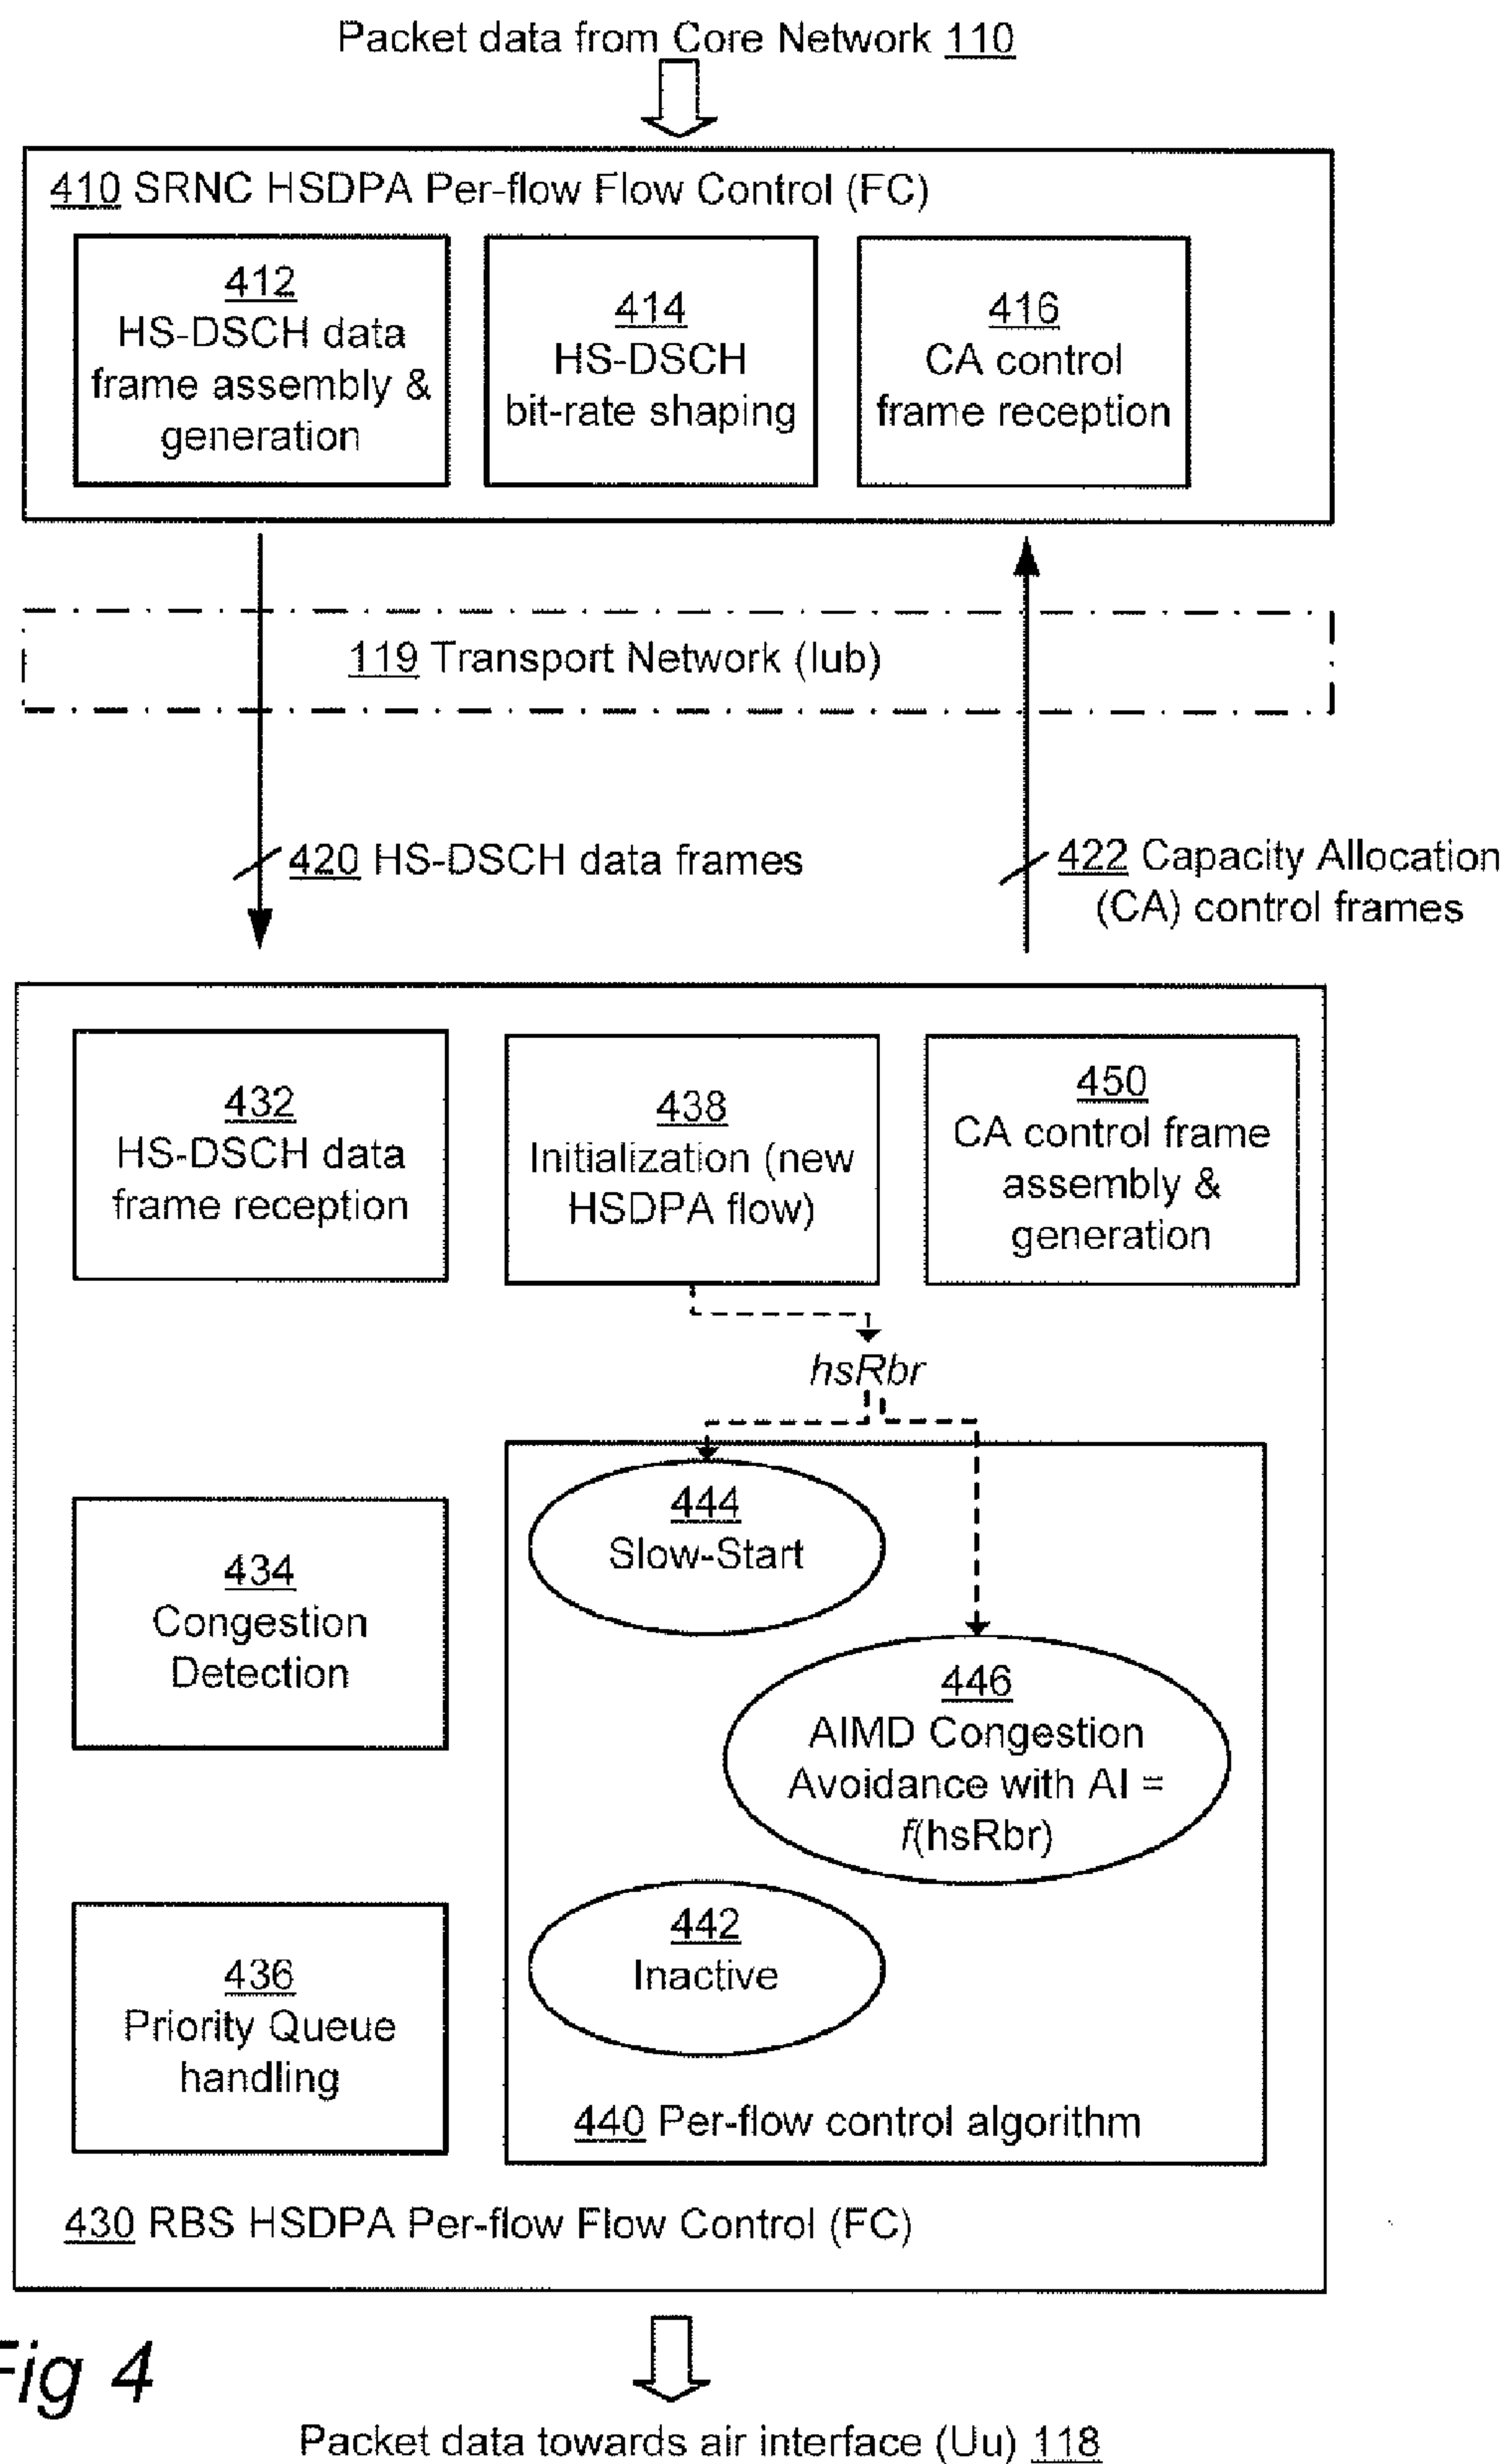 Packet data from Core Network 110
410 SRNC HSDPA Per-flow Flow Control (FC)
412
HS-DSCH data
frame assembly &
generation
414
HS-DSCH
bit-rate shaping
416
CA control
frame reception
119 Transport Network (Iub)
420 HS-DSCH data frames
422 Capacity Allocation
(CA) control frames
432
HS-DSCH data
frame reception
438
Initialization (new
HSDPA flow)
450
CA control frame
assembly &
generation
hsRbr
444
Slow-Start
434
Congestion
Detection
446
AIMD Congestion
Avoidance with AI =
f(hsRbr)
442
Inactive
436
Priority Queue
handling
440 Per-flow control algorithm
430 RBS HSDPA Per-flow Flow Control (FC)
Fig 4
Packet data towards air interface (Uu) 118